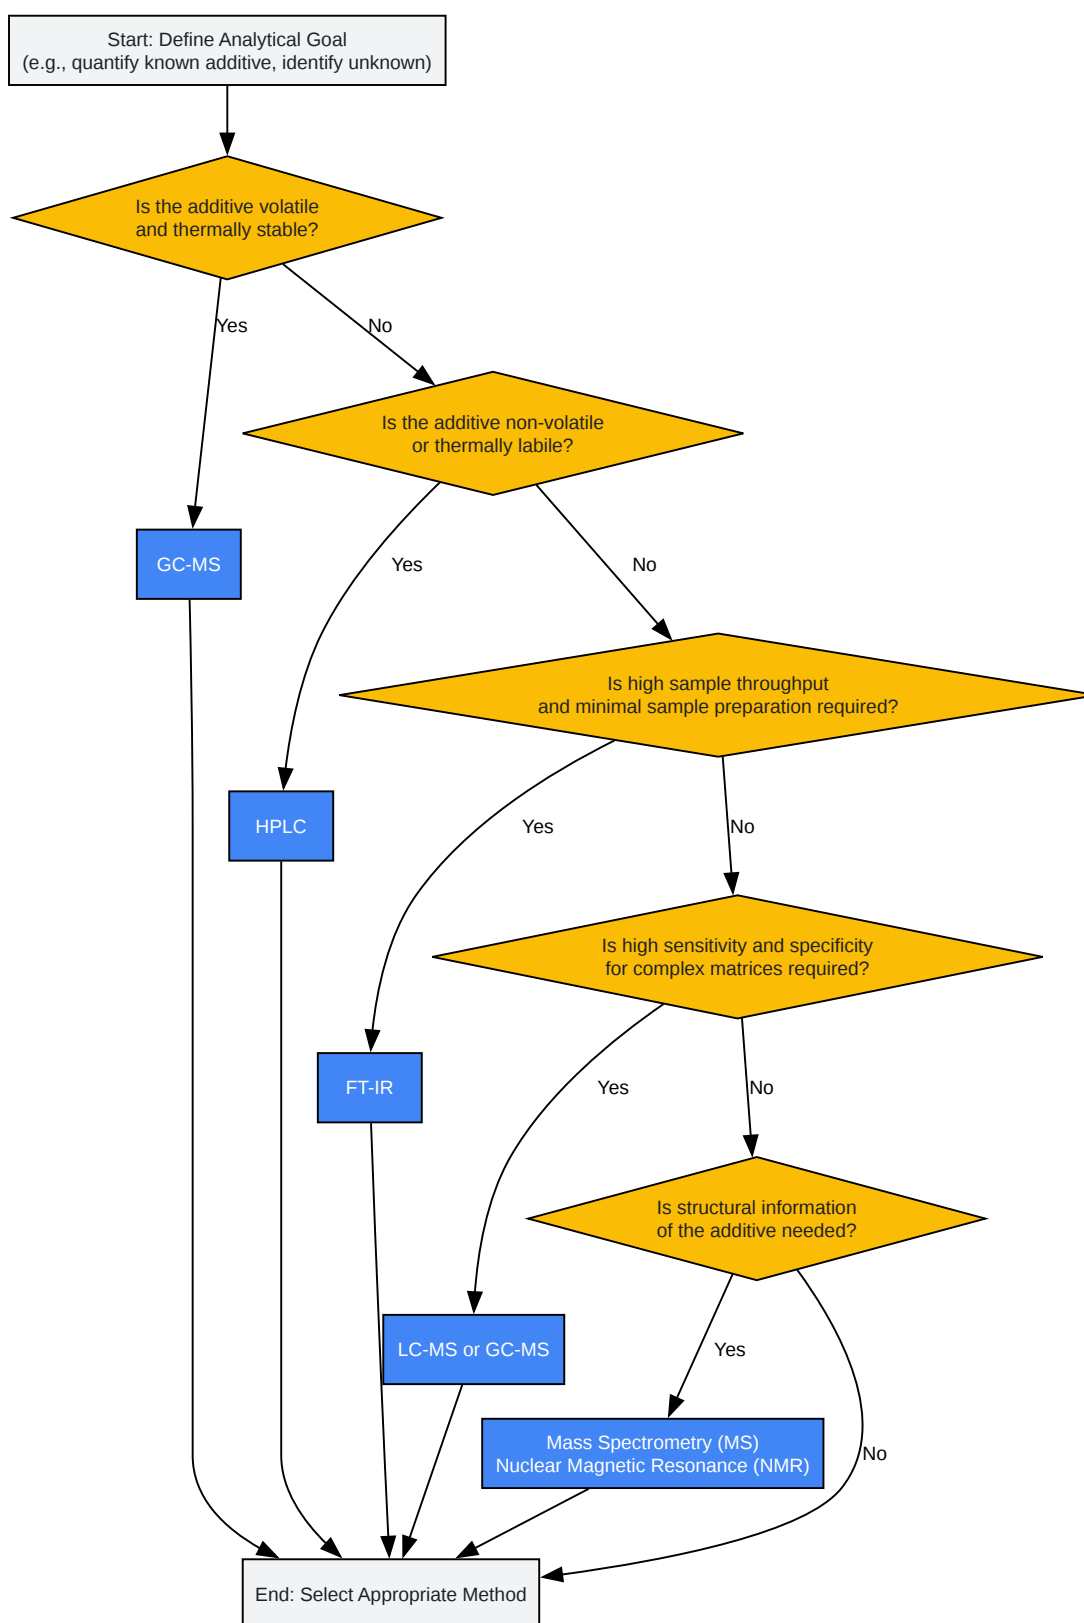 Start: Define Analytical Goal
(e.g., quantify known additive, identify unknown)
Is the additive volatile
and thermally stable?
Yes
No
Is the additive non-volatile
or thermally labile?
GC-MS
Yes
No
Is high sample throughput
and minimal sample preparation required?
HPLC
Yes
No
Is high sensitivity and specificity
for complex matrices required?
FT-IR
Yes
No
Is structural information
of the additive needed?
LC-MS or GC-MS
Yes
No
Mass Spectrometry (MS)
Nuclear Magnetic Resonance (NMR)
End: Select Appropriate Method